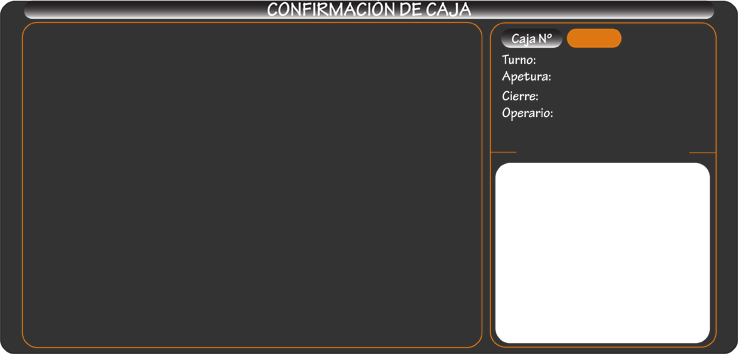 CONFIRMACION DE CAJA
Caja Nº
Turno:
Apetura:
Cierre:
Operario: